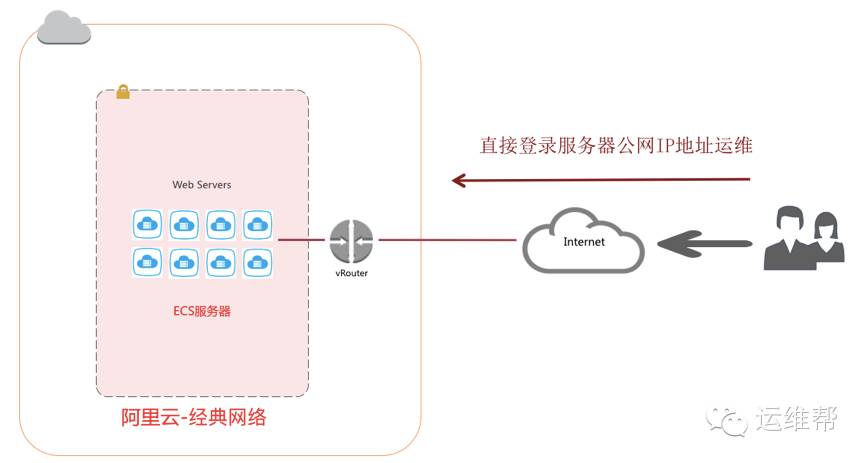 直接登录服务器公网IP地址运维
Web Servers
Internet
vRouter
ECS服务器
阿里云-经典网络
运维帮